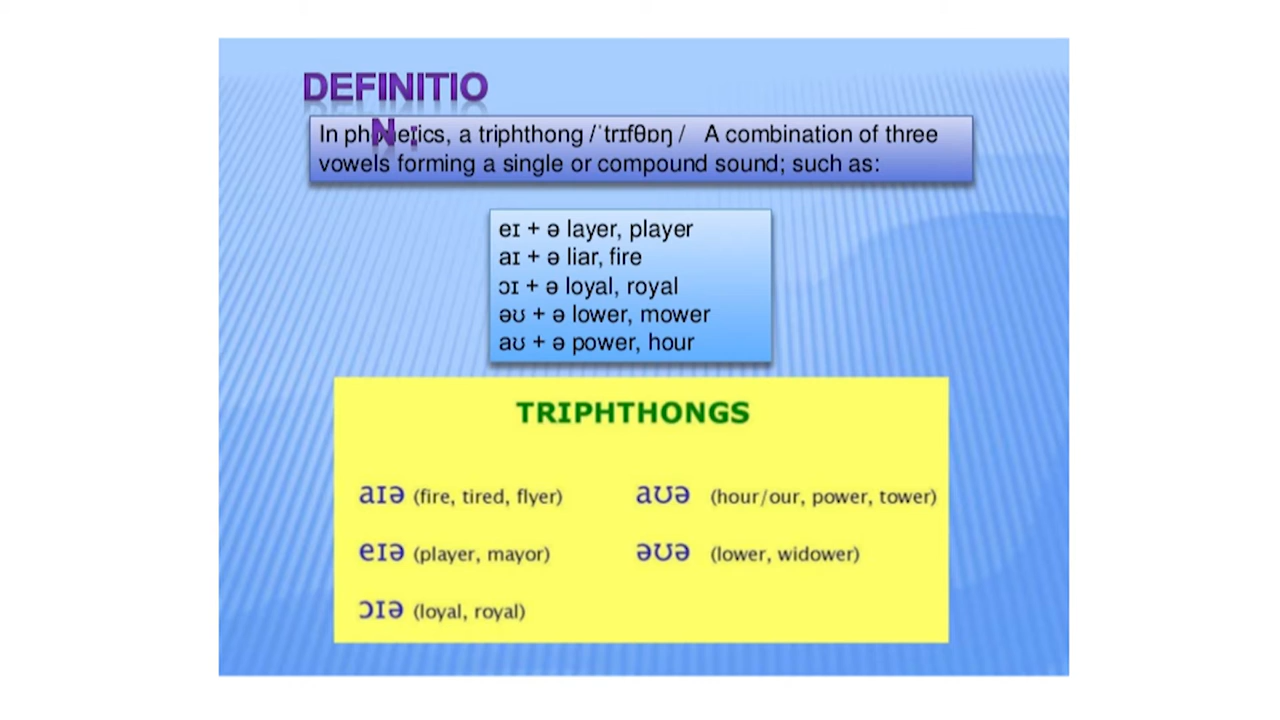 DEFINITIO
N :
In phonetics, a triphthong /ˈtrɪfθɒŋ / A combination of three
vowels forming a single or compound sound; such as:
eɪ + ə layer, player
aɪ + ə liar, fire
ɔɪ + ə loyal, royal
əʊ + ə lower, mower
aʊ + ə power, hour
TRIPHTHONGS
aɪə (fire, tired, flyer) aʊə (hour/our, power, tower)
eɪə (player, mayor) əʊə (lower, widower)
ɔɪə (loyal, royal)